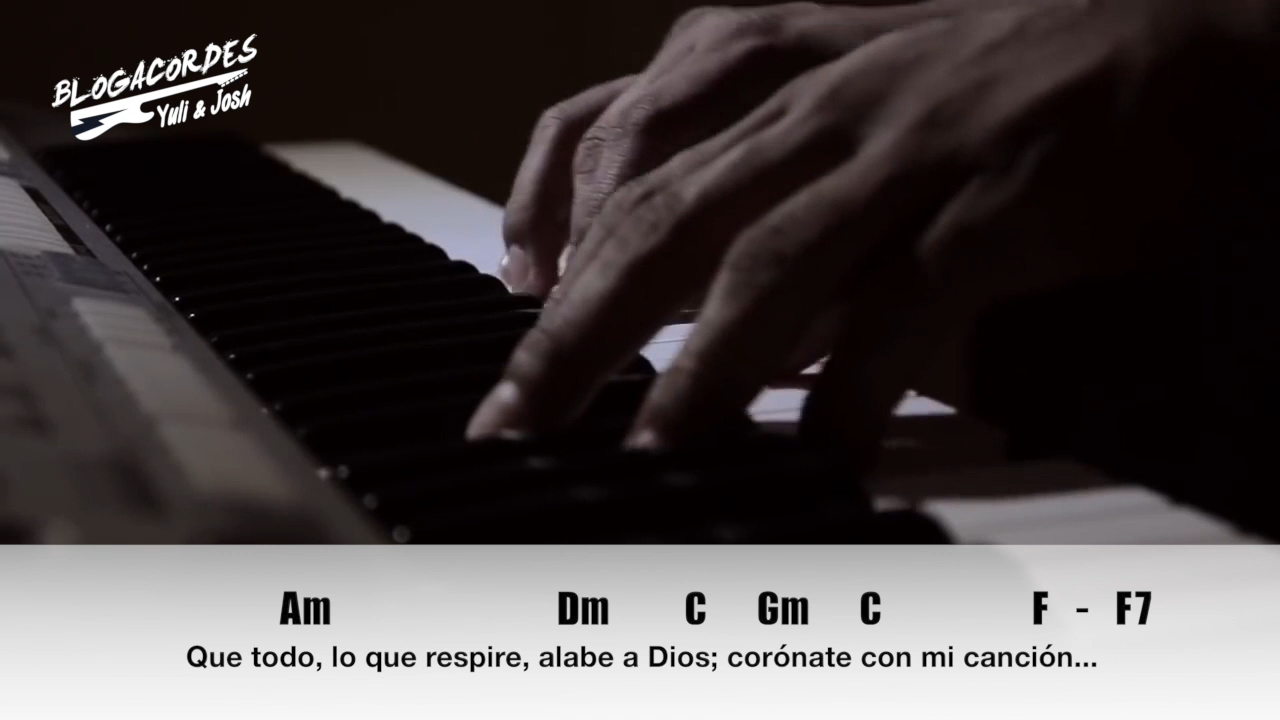 BLOGACORDES
Yuli & Josh
Am Dm C Gm C F - F7
Que todo, lo que respire, alabe a Dios; corónate con mi canción...